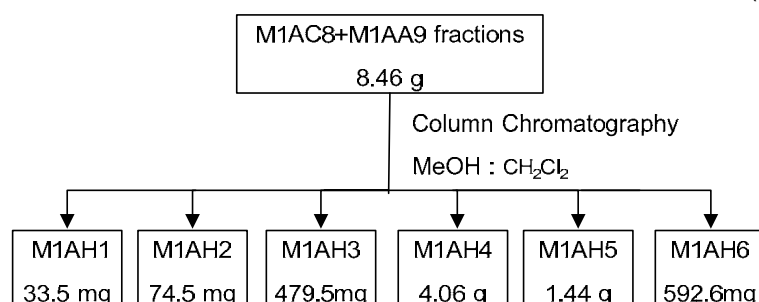 M1AC8+M1AA9 fractions
8.46 g
Column Chromatography
MeOH : CH₂Cl₂
M1AH1 M1AH2 M1AH3 M1AH4 M1AH5 M1AH6
33.5 mg 74.5 mg 479.5mg 4.06 g 1.44 g 592.6mg